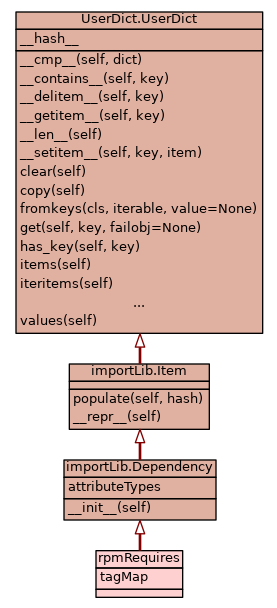 UserDict.UserDict
__hash__
__cmp__(self, dict)
__contains__(self, key)
__delitem__(self, key)
__getitem__(self, key)
__len__(self)
__setitem__(self, key, item)
clear(self)
copy(self)
fromkeys(cls, iterable, value=None)
get(self, key, failobj=None)
has_key(self, key)
items(self)
iteritems(self)
...
values(self)
importLib.Item
populate(self, hash)
__repr__(self)
importLib.Dependency
attributeTypes
__init__(self)
rpmRequires
tagMap